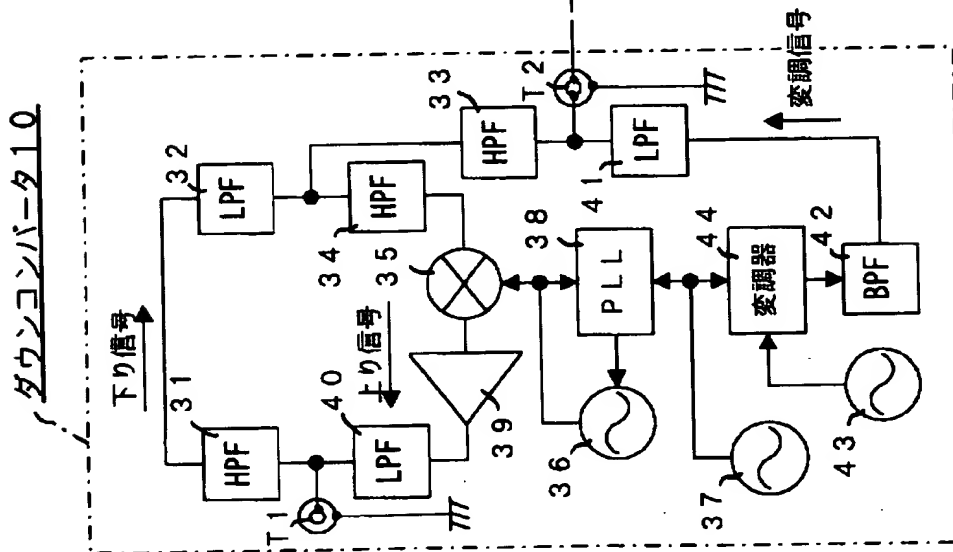 ダウンコンバータ10
下り信号
31
HPF
32
LPF
33
HPF
34
HPF
T1
T2
40
LPF
上り信号
35
39
41
LPF
38
PLL
36
変調信号
44
変調器
42
BPF
37
43